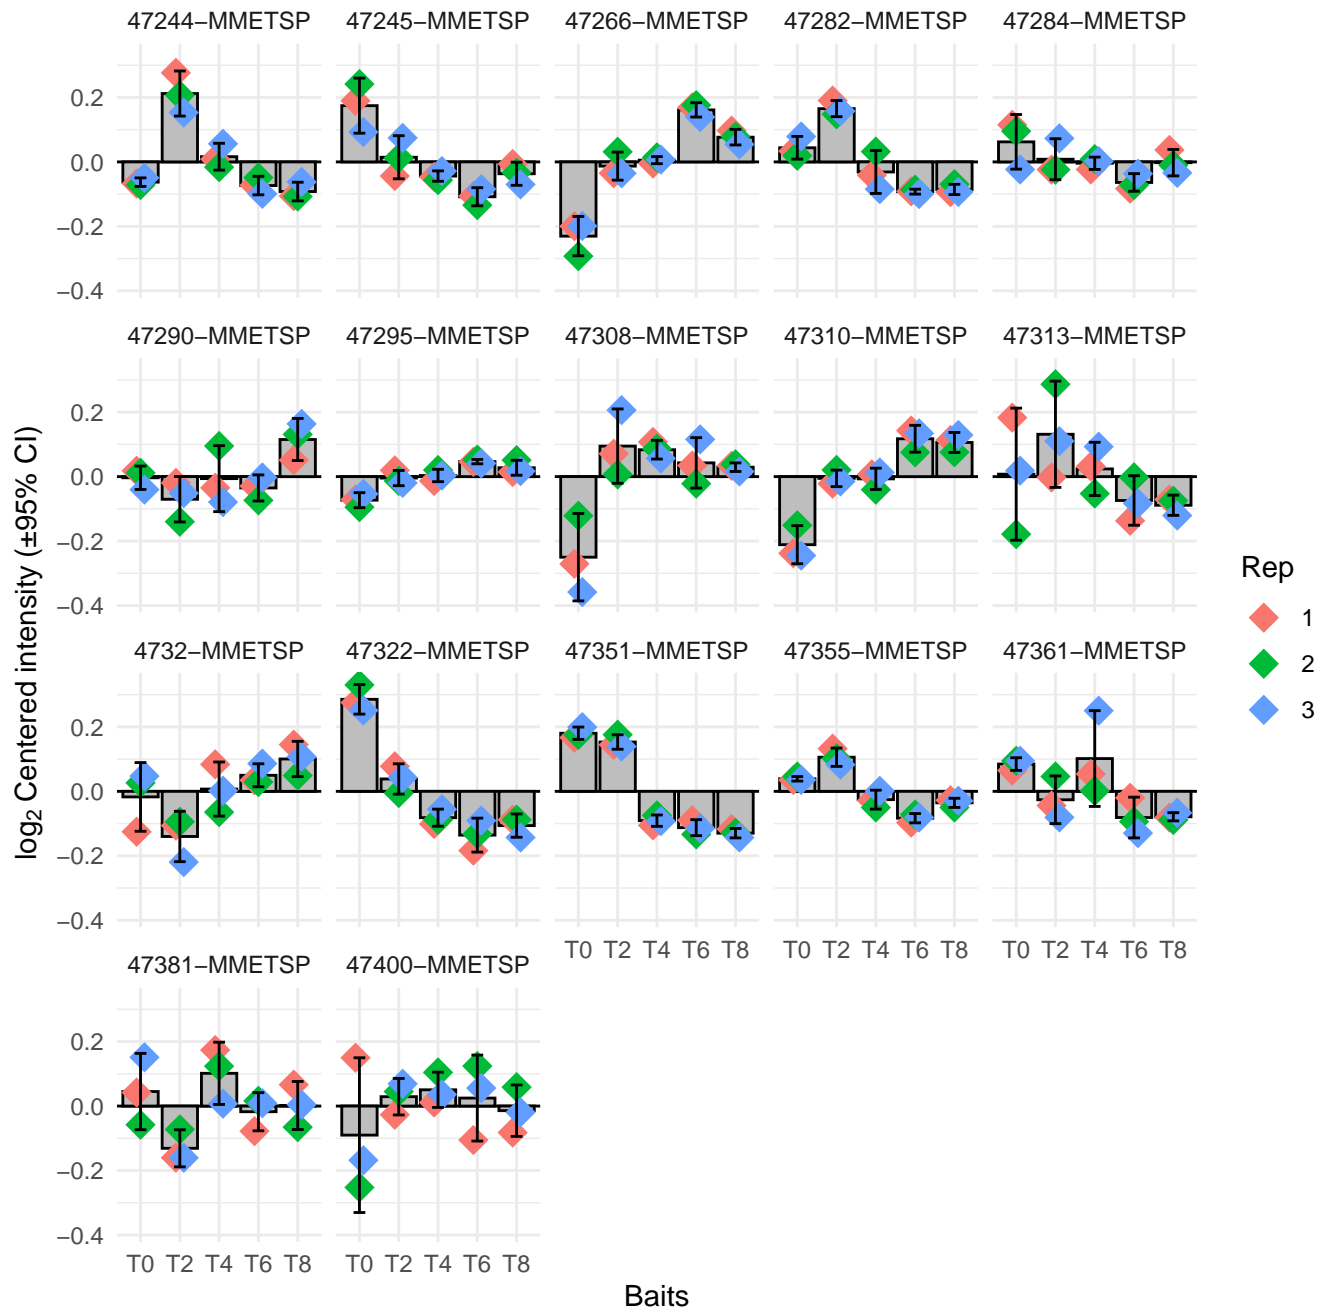 47244−MMETSP 47245−MMETSP 47266−MMETSP 47282−MMETSP 47284−MMETSP
0.2
0.0
−0.2
−0.4
47290−MMETSP 47295−MMETSP 47308−MMETSP 47310−MMETSP 47313−MMETSP
0.2
0.0
−0.2
−0.4
4732−MMETSP 47322−MMETSP 47351−MMETSP 47355−MMETSP 47361−MMETSP
0.2
0.0
−0.2
−0.4
T0 T2 T4 T6 T8 T0 T2 T4 T6 T8 T0 T2 T4 T6 T8
47381−MMETSP 47400−MMETSP
0.2
0.0
−0.2
−0.4
T0 T2 T4 T6 T8 T0 T2 T4 T6 T8
Baits
log2 Centered intensity (±95% CI)
Rep
1
2
3